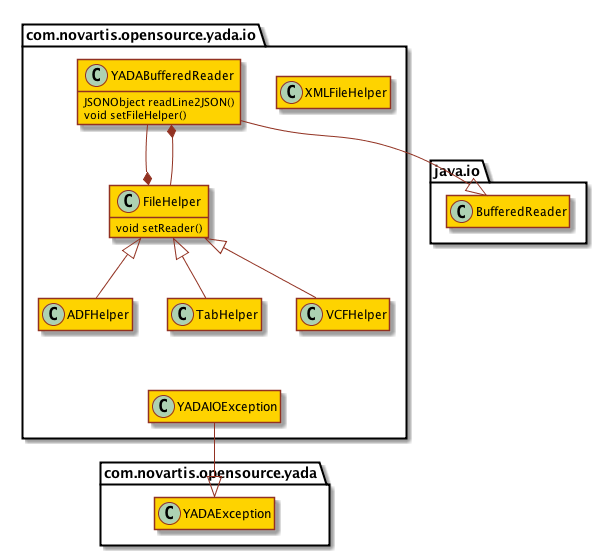 com.novartis.opensource.yada.io
C YADABufferedReader
JSONObject readLine2JSON()
void setFileHelper()
C XMLFileHelper
java.io
C BufferedReader
C FileHelper
void setReader()
C ADFHelper
C TabHelper
C VCFHelper
C YADAIOException
com.novartis.opensource.yada
C YADAException